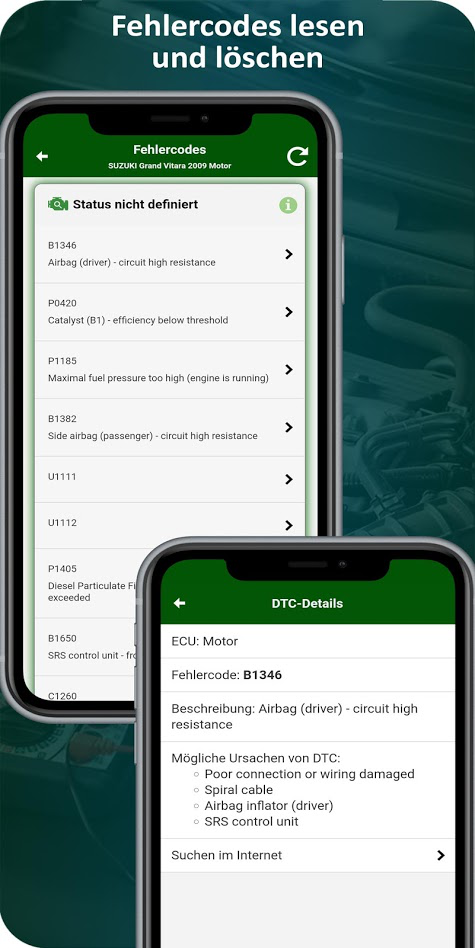 Fehlercodes lesen
und löschen
Fehlercodes
SUZUKI Grand Vitara 2009 Motor
Status nicht definiert
B1346
Airbag (driver) - circuit high resistance
P0420
Catalyst (B1) - efficiency below threshold
P1185
Maximal fuel pressure too high (engine is running)
B1382
Side airbag (passenger) - circuit high resistance
U1111
U1112
P1405
Diesel Particulate
exceeded
B1650
SRS control unit -
C1260
DTC-Details
ECU: Motor
Fehlercode: B1346
Beschreibung: Airbag (driver) - circuit high
resistance
Mögliche Ursachen von DTC:
Poor connection or wiring damaged
Spiral cable
Airbag inflator (driver)
SRS control unit
Suchen im Internet